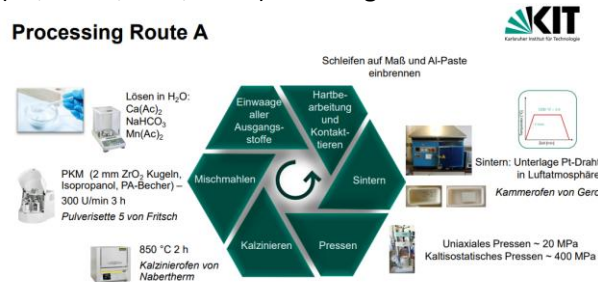 Processing Route A
KIT
Karlsruher Institut für Technologie
Schleifen auf Maß und Al-Paste
einbrennen
Lösen in H₂O:
Ca(Ac)₂
NaHCO₃
Mn(Ac)₂
Einwaage
aller
Ausgangs-
stoffe
Hartbe-
arbeitung
und
Kontakt-
tieren
Sintern: Unterlage Pt-Draht
in Luftatmosphäre
Kammerofen von Gero
PKM (2 mm ZrO₂ Kugeln,
Isopropanol, PA-Becher) –
300 U/min 3 h
Pulverisette 5 von Fritsch
Mischmahlen
Sintern
Kalzinieren
Pressen
850 °C 2 h
Kalzinierofen von
Nabertherm
Uniaxiales Pressen ~ 20 MPa
Kaltisostatisches Pressen ~ 400 MPa